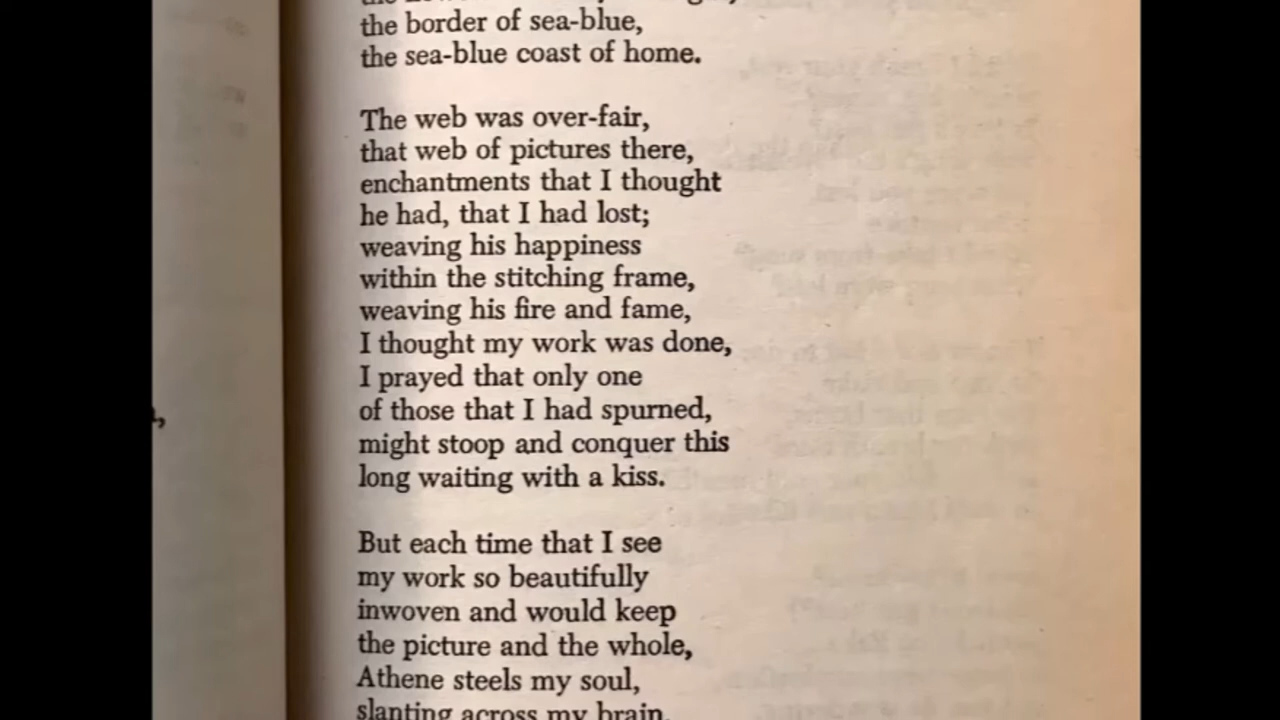 the border of sea-blue,
the sea-blue coast of home.
The web was over-fair,
that web of pictures there,
enchantments that I thought
he had, that I had lost;
weaving his happiness
within the stitching frame,
weaving his fire and fame,
I thought my work was done,
I prayed that only one
of those that I had spurned,
might stoop and conquer this
long waiting with a kiss.
But each time that I see
my work so beautifully
inwoven and would keep
the picture and the whole,
Athene steels my soul,
slanting across my brain,